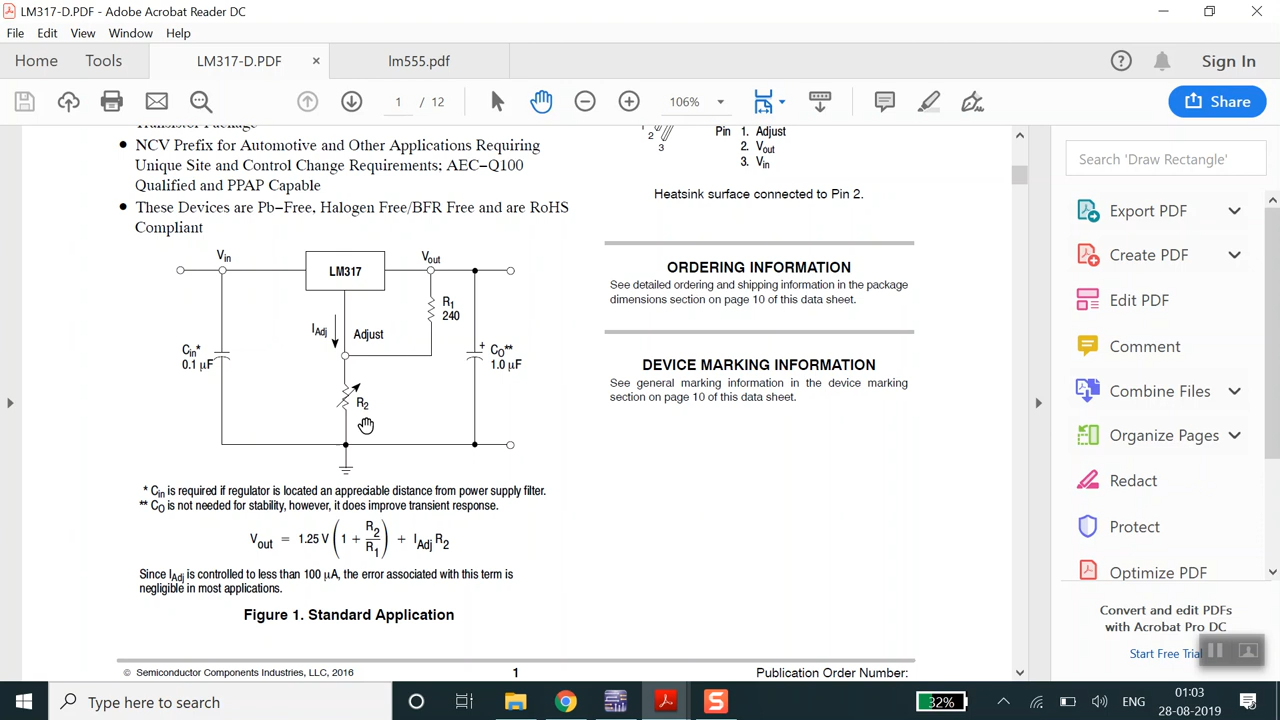 LM317-D.PDF - Adobe Acrobat Reader DC
File Edit View Window Help
Home Tools LM317-D.PDF × lm555.pdf Sign In
1 / 12 106% Share
Transistor Package
• NCV Prefix for Automotive and Other Applications Requiring
Unique Site and Control Change Requirements: AEC−Q100
Qualified and PPAP Capable
• These Devices are Pb−Free, Halogen Free/BFR Free and are RoHS
Compliant
Vin
LM317
Vout
R1
240
IAdj
Adjust
Cin*
0.1 μF
+ CO**
1.0 μF
R2
* Cin is required if regulator is located an appreciable distance from power supply filter.
** CO is not needed for stability, however, it does improve transient response.
Vout = 1.25 V (1 + R2/R1) + IAdj R2
Since IAdj is controlled to less than 100 μA, the error associated with this term is
negligible in most applications.
Figure 1. Standard Application
1
2
3
Pin 1. Adjust
2. Vout
3. Vin
Heatsink surface connected to Pin 2.
ORDERING INFORMATION
See detailed ordering and shipping information in the package
dimensions section on page 10 of this data sheet.
DEVICE MARKING INFORMATION
See general marking information in the device marking
section on page 10 of this data sheet.
© Semiconductor Components Industries, LLC, 2016 1 Publication Order Number:
Search 'Draw Rectangle'
Export PDF
Create PDF
Edit PDF
Comment
Combine Files
Organize Pages
Redact
Protect
Optimize PDF
Convert and edit PDFs
with Acrobat Pro DC
Start Free Trial
Type here to search
32% ENG 01:03
28-08-2019